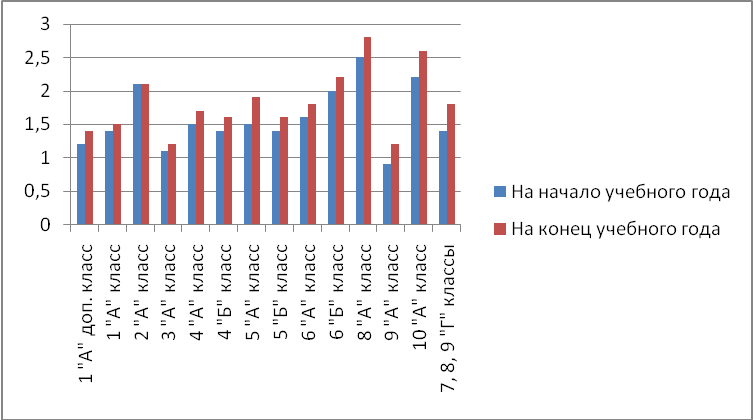 3
2,5
2
1,5
1
0,5
0
1 "А" доп. класс
1 "А" класс
2 "А" класс
3 "А" класс
4 "А" класс
4 "Б" класс
5 "А" класс
5 "Б" класс
6 "А" класс
6 "Б" класс
8 "А" класс
9 "А" класс
10 "А" класс
7, 8, 9 "Г" классы
На начало учебного года
На конец учебного года